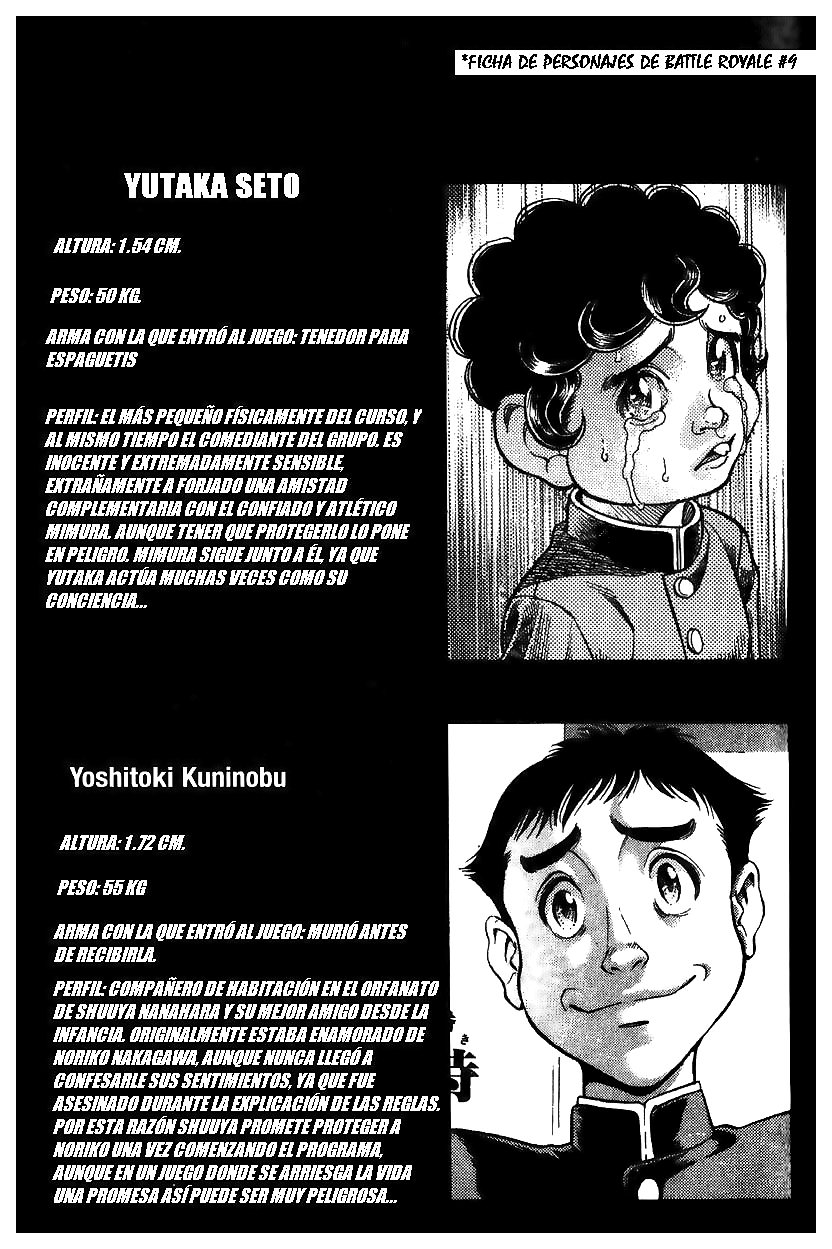 *FICHA DE PERSONAJES DE BATTLE ROYALE #9
YUTAKA SETO
ALTURA: 1.54 CM.
PESO: 50 KG.
ARMA CON LA QUE ENTRÓ AL JUEGO: TENEDOR PARA
ESPAGUETIS
PERFIL: EL MÁS PEQUEÑO FÍSICAMENTE DEL CURSO, Y
AL MISMO TIEMPO EL COMEDIANTE DEL GRUPO. ES
INOCENTE Y EXTREMADAMENTE SENSIBLE,
EXTRAÑAMENTE A FORJADO UNA AMISTAD
COMPLEMENTARIA CON EL CONFIADO Y ATLÉTICO
MIMURA. AUNQUE TENER QUE PROTEGERLO LO PONE
EN PELIGRO. MIMURA SIGUE JUNTO A ÉL, YA QUE
YUTAKA ACTÚA MUCHAS VECES COMO SU
CONCIENCIA...
Yoshitoki Kuninobu
ALTURA: 1.72 CM.
PESO: 55 KG
ARMA CON LA QUE ENTRÓ AL JUEGO: MURIÓ ANTES
DE RECIBIRLA.
PERFIL: COMPAÑERO DE HABITACIÓN EN EL ORFANATO
DE SHUUYA NANAHARA Y SU MEJOR AMIGO DESDE LA
INFANCIA. ORIGINALMENTE ESTABA ENAMORADO DE
NORIKO NAKAGAWA, AUNQUE NUNCA LLEGÓ A
CONFESARLE SUS SENTIMIENTOS, YA QUE FUE
ASESINADO DURANTE LA EXPLICACIÓN DE LAS REGLAS.
POR ESTA RAZÓN SHUUYA PROMETE PROTEGER A
NORIKO UNA VEZ COMENZANDO EL PROGRAMA,
AUNQUE EN UN JUEGO DONDE SE ARRIESGA LA VIDA
UNA PROMESA ASÍ PUEDE SER MUY PELIGROSA...